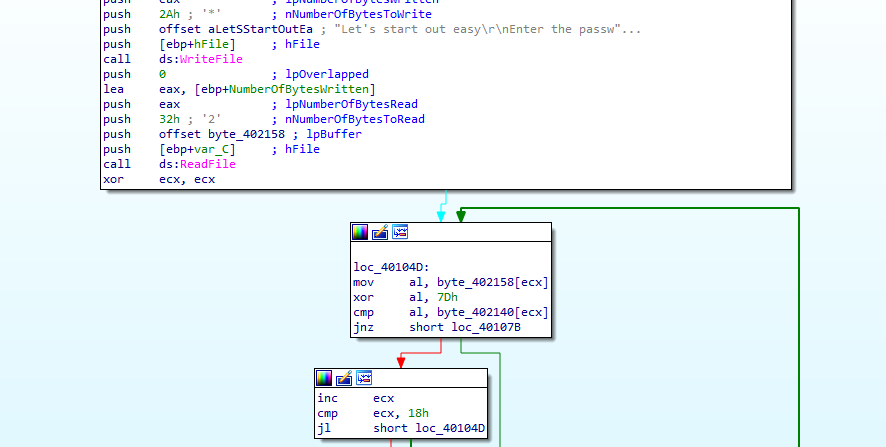 push eax ; lpNumberOfBytesWritten
push 2Ah ; '*' ; nNumberOfBytesToWrite
push offset aLetSStartOutEa ; "Let's start out easy\r\nEnter the passw"...
push [ebp+hFile] ; hFile
call ds:WriteFile
push 0 ; lpOverlapped
lea eax, [ebp+NumberOfBytesWritten]
push eax ; lpNumberOfBytesRead
push 32h ; '2' ; nNumberOfBytesToRead
push offset byte_402158 ; lpBuffer
push [ebp+var_C] ; hFile
call ds:ReadFile
xor ecx, ecx
loc_40104D:
mov al, byte_402158[ecx]
xor al, 7Dh
cmp al, byte_402140[ecx]
jnz short loc_40107B
inc ecx
cmp ecx, 18h
jl short loc_40104D